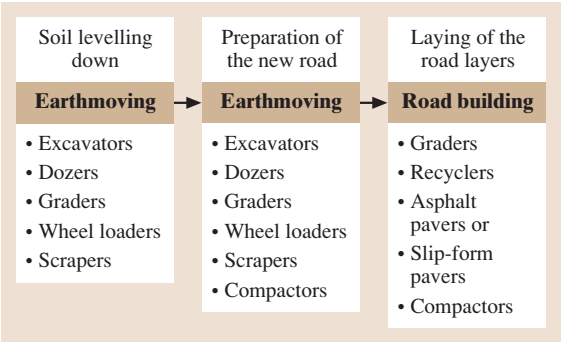 Soil levelling
down
Earthmoving
• Excavators
• Dozers
• Graders
• Wheel loaders
• Scrapers
Preparation of
the new road
Earthmoving
• Excavators
• Dozers
• Graders
• Wheel loaders
• Scrapers
• Compactors
Laying of the
road layers
Road building
• Graders
• Recyclers
• Asphalt
pavers or
• Slip-form
pavers
• Compactors